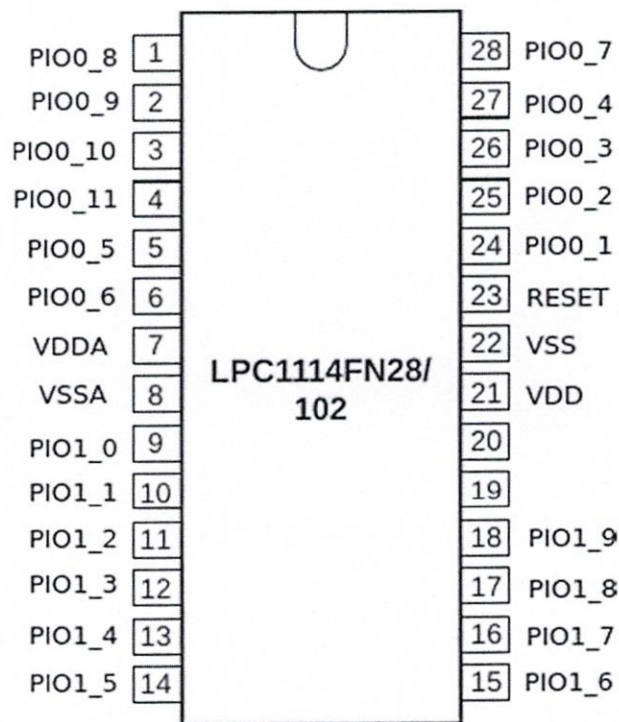 PIO0_8 1 28 PIO0_7
PIO0_9 2 27 PIO0_4
PIO0_10 3 26 PIO0_3
PIO0_11 4 25 PIO0_2
PIO0_5 5 24 PIO0_1
PIO0_6 6 23 RESET
VDDA 7 22 VSS
LPC1114FN28/
VSSA 8 21 VDD
102
PIO1_0 9 20
PIO1_1 10 19
PIO1_2 11 18 PIO1_9
PIO1_3 12 17 PIO1_8
PIO1_4 13 16 PIO1_7
PIO1_5 14 15 PIO1_6